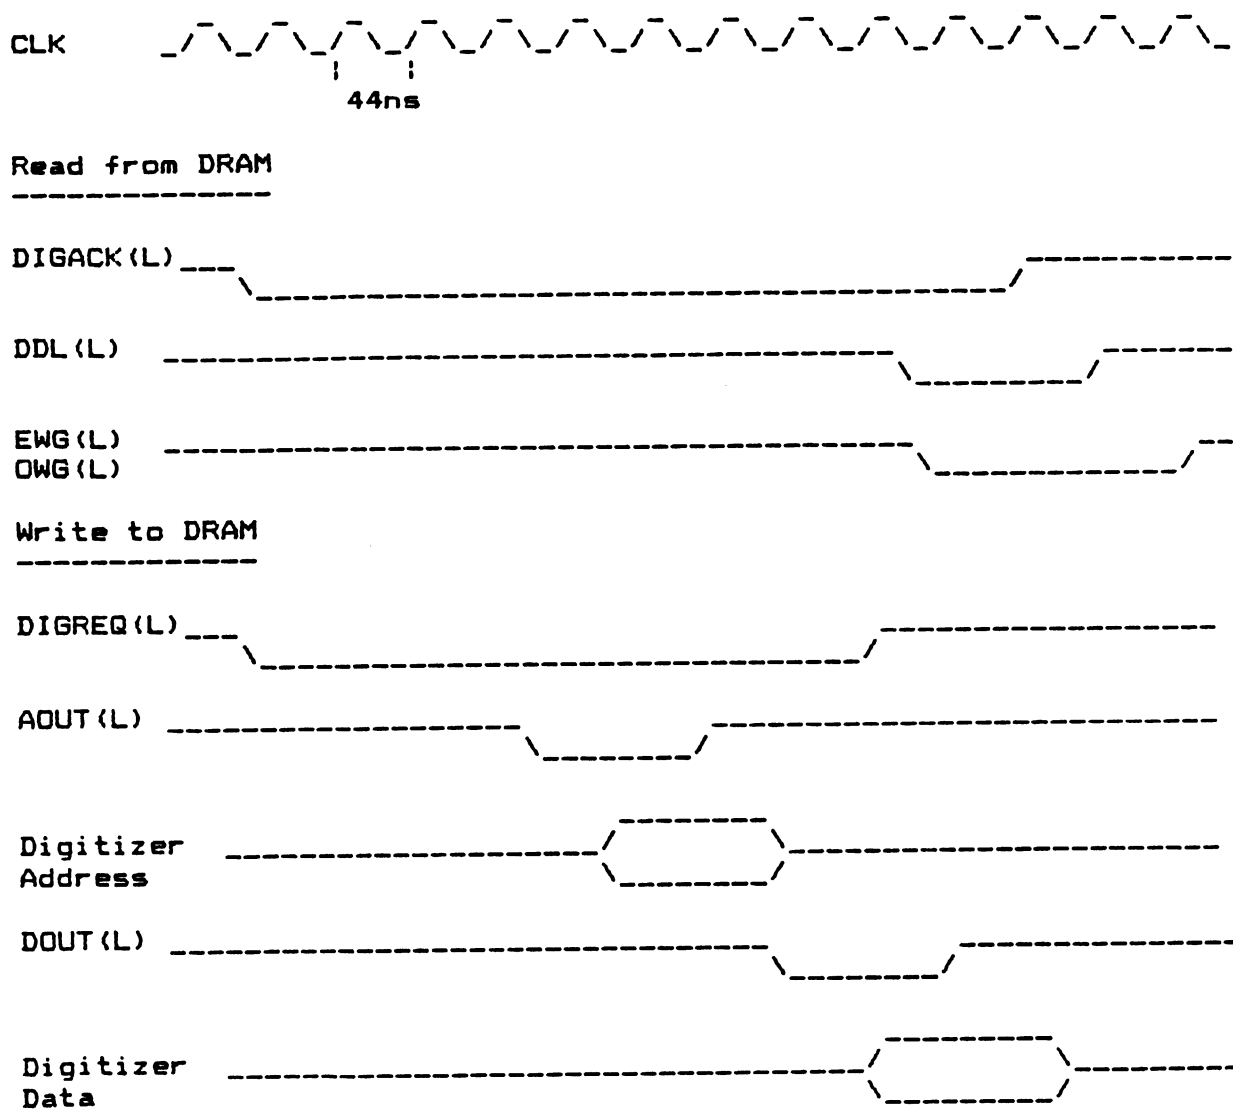 CLK
44ns
Read from DRAM
DIGACK(L)
DDL(L)
EWG(L)
OWG(L)
Write to DRAM
DIGREQ(L)
AOUT(L)
Digitizer
Address
DOUT(L)
Digitizer
Data